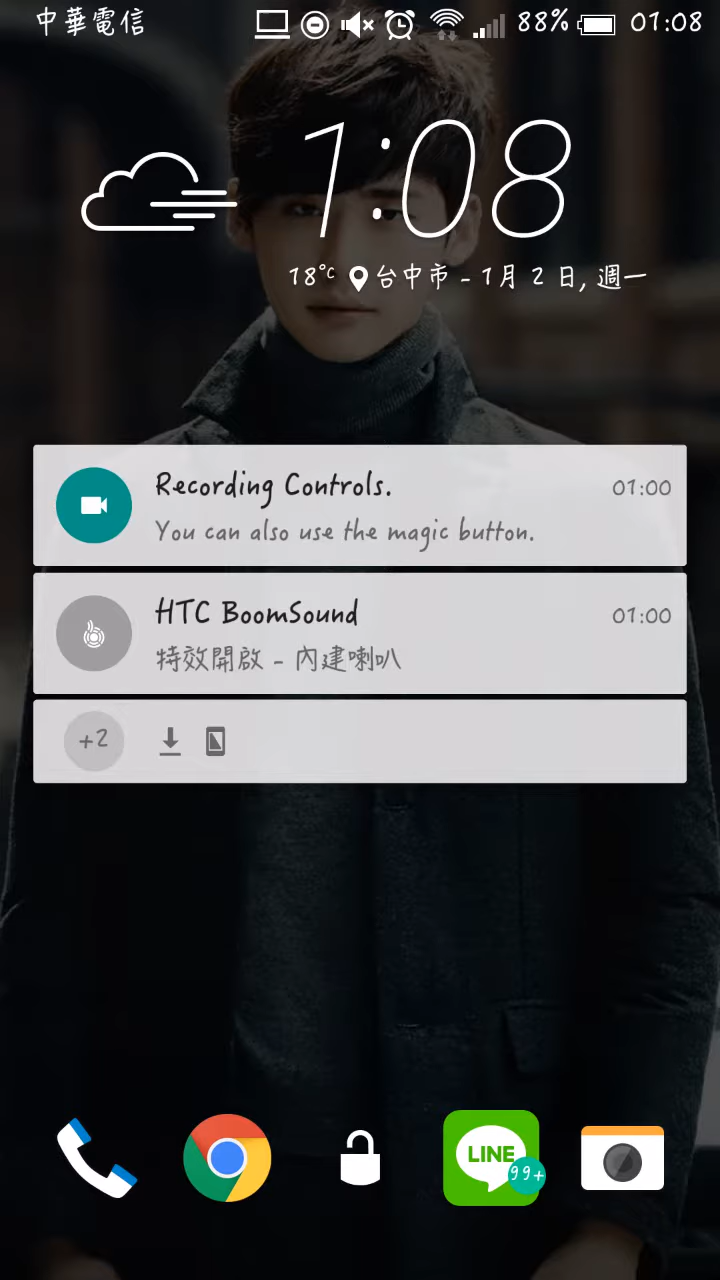 中華電信 88% 01:08
1:08
18°C 台中市 - 1月 2 日, 週一
Recording Controls. 01:00
You can also use the magic button.
HTC BoomSound 01:00
特效開啟 - 內建喇叭
+2
LINE
99+